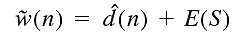 w̃(n) = d̂(n) + E(S)